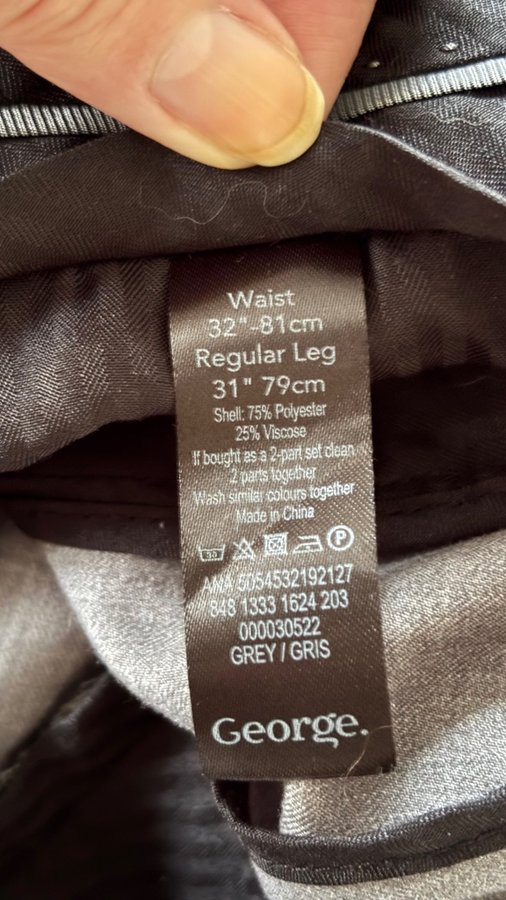 Waist
32"-81cm
Regular Leg
31" 79cm
Shell: 75% Polyester
25% Viscose
If bought as a 2-part set clean
2 parts together
Wash similar colours together
Made in China
30 P
ANA 5054532192127
848 1333 1624 203
000030522
GREY / GRIS
George.